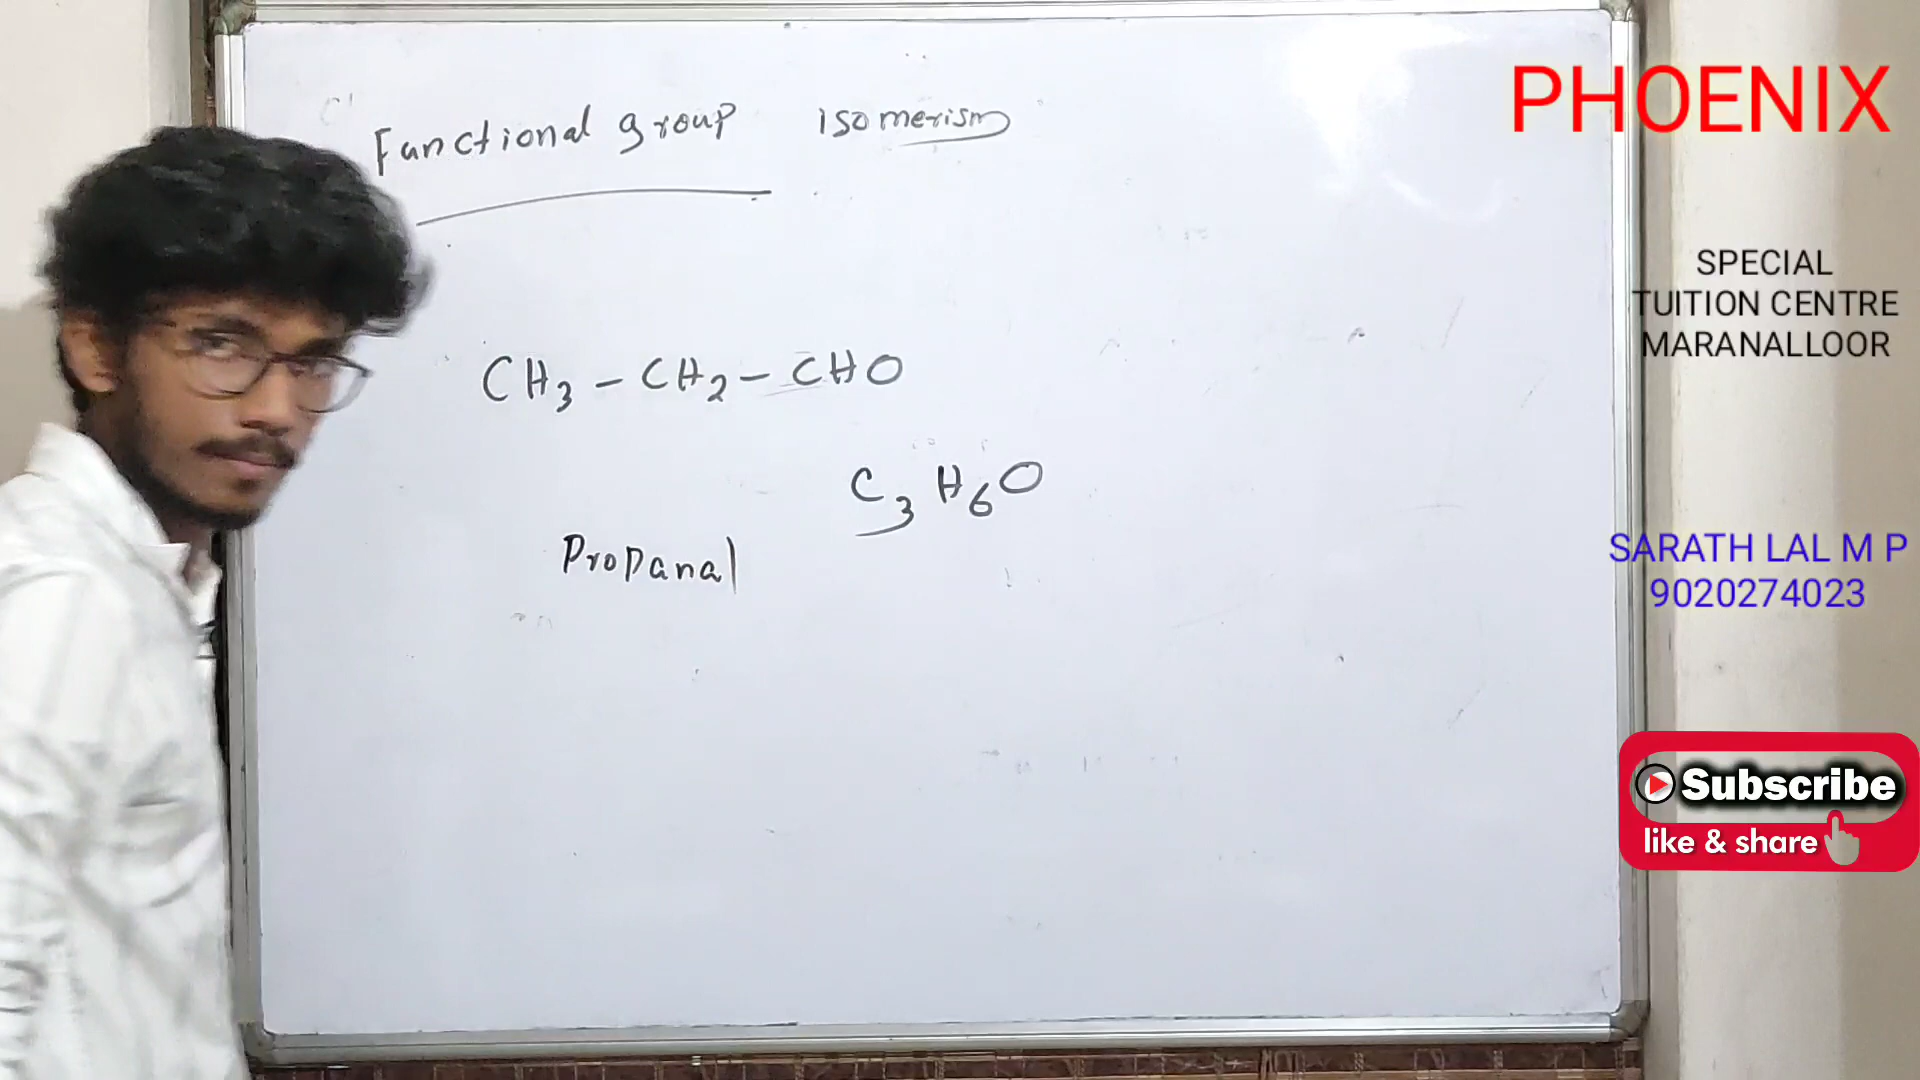 Functional group isomerism
CH3 - CH2 - CHO
C3H6O
Propanal
PHOENIX
SPECIAL
TUITION CENTRE
MARANALLOOR
SARATH LAL M P
9020274023
Subscribe
like & share